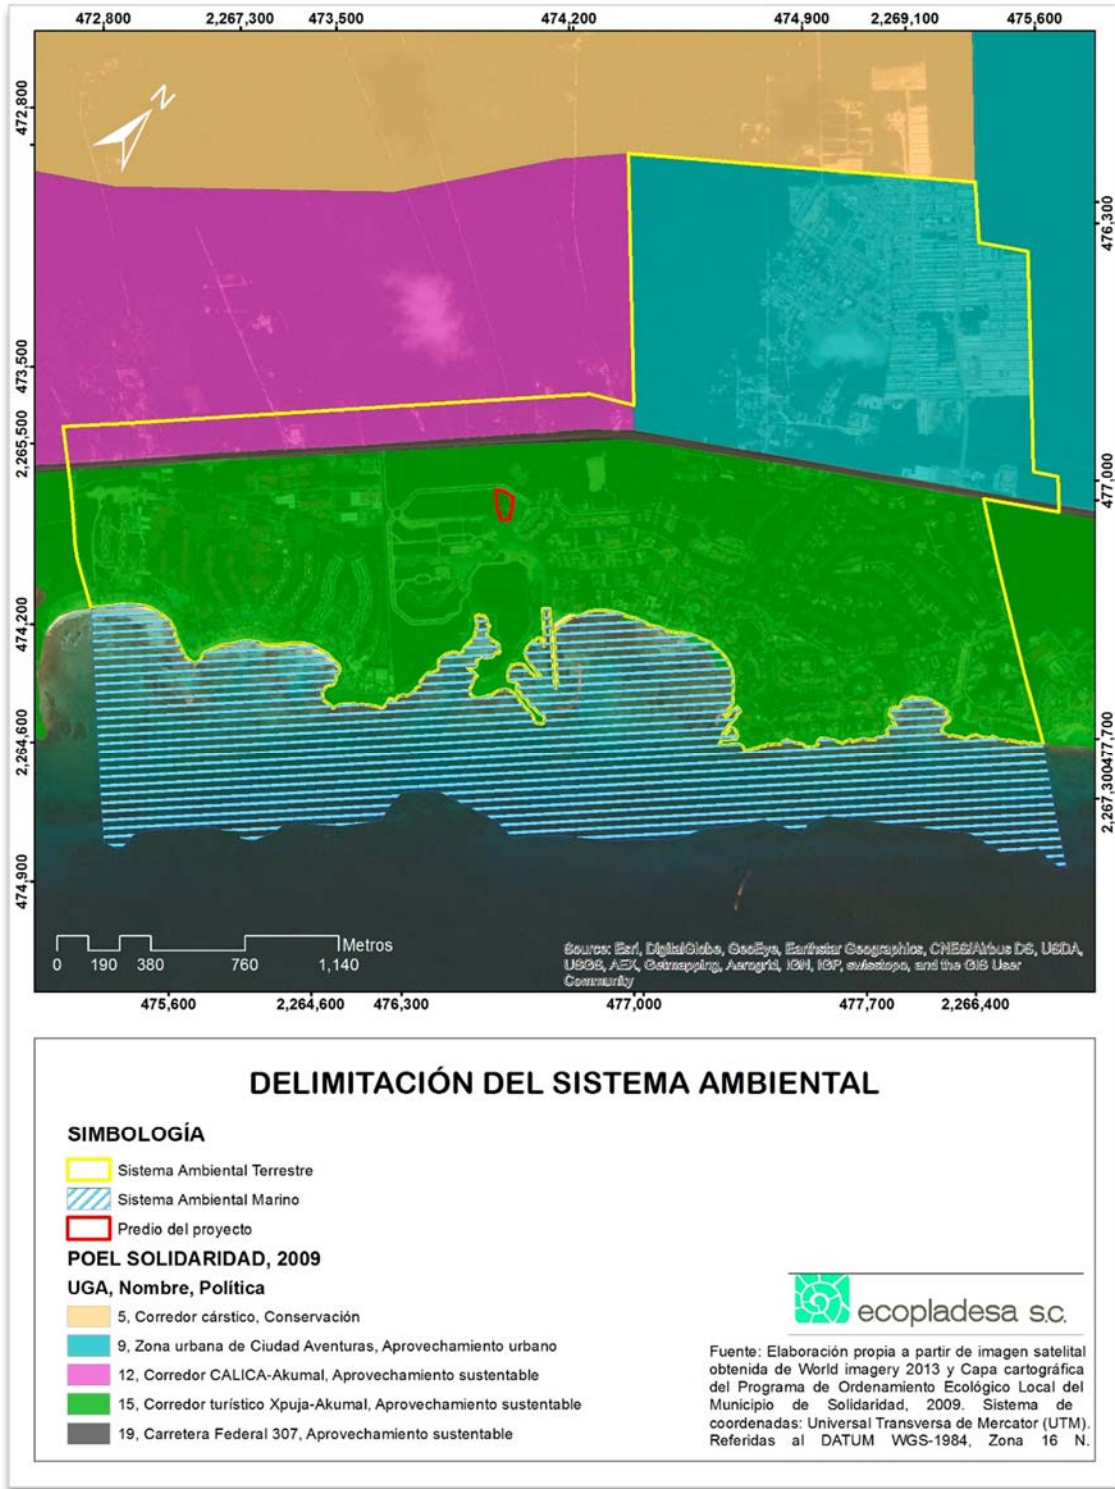 472,800 2,267,300 473,500 474,200 474,900 2,269,100 475,600
472,800
N
476,300
473,500
2,265,500
477,000
474,200
2,264,600
2,267,300 477,700
474,900
Metros
0 190 380 760 1,140
Source: Esri, DigitalGlobe, GeoEye, Earthstar Geographics, CNES/Airbus DS, USDA,
USGS, AEX, Getmapping, Aerogrid, IGN, IGP, swisstopo, and the GIS User
Community
475,600 2,264,600 476,300 477,000 477,700 2,266,400
DELIMITACIÓN DEL SISTEMA AMBIENTAL
SIMBOLOGÍA
Sistema Ambiental Terrestre
Sistema Ambiental Marino
Predio del proyecto
POEL SOLIDARIDAD, 2009
UGA, Nombre, Política
5, Corredor cárstico, Conservación
9, Zona urbana de Ciudad Aventuras, Aprovechamiento urbano
12, Corredor CALICA-Akumal, Aprovechamiento sustentable
15, Corredor turístico Xpuja-Akumal, Aprovechamiento sustentable
19, Carretera Federal 307, Aprovechamiento sustentable
ecopladesa s.c.
Fuente: Elaboración propia a partir de imagen satelital
obtenida de World imagery 2013 y Capa cartográfica
del Programa de Ordenamiento Ecológico Local del
Municipio de Solidaridad, 2009. Sistema de
coordenadas: Universal Transversa de Mercator (UTM).
Referidas al DATUM WGS-1984, Zona 16 N.